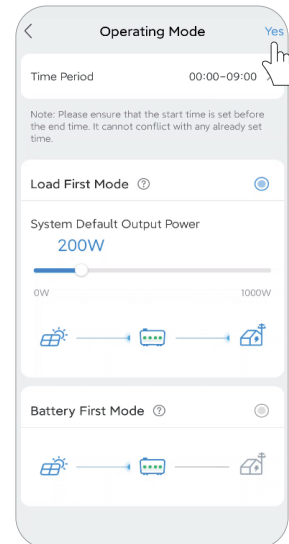 Operating Mode Yes
Time Period 00:00-09:00
Note: Please ensure that the start time is set before
the end time. It cannot conflict with any already set
time.
Load First Mode ?
System Default Output Power
200W
0W 1000W
Battery First Mode ?